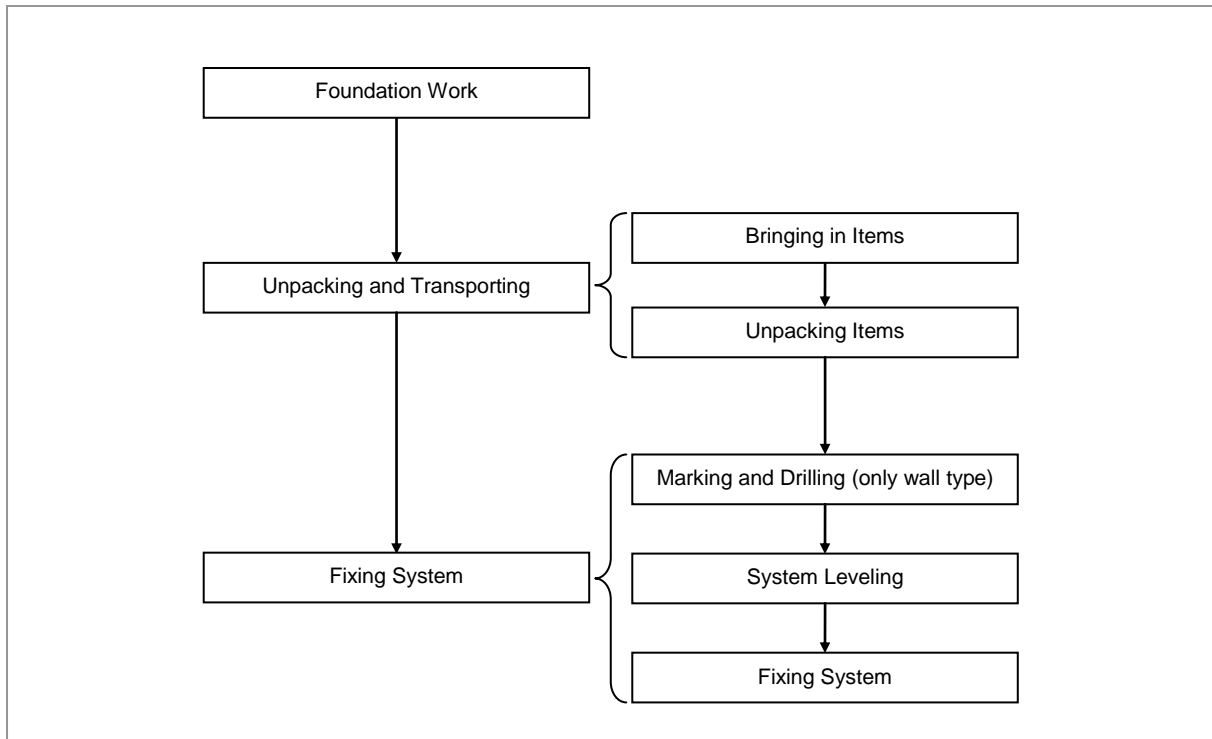 Foundation Work
Bringing in Items
Unpacking and Transporting
Unpacking Items
Marking and Drilling (only wall type)
Fixing System
System Leveling
Fixing System